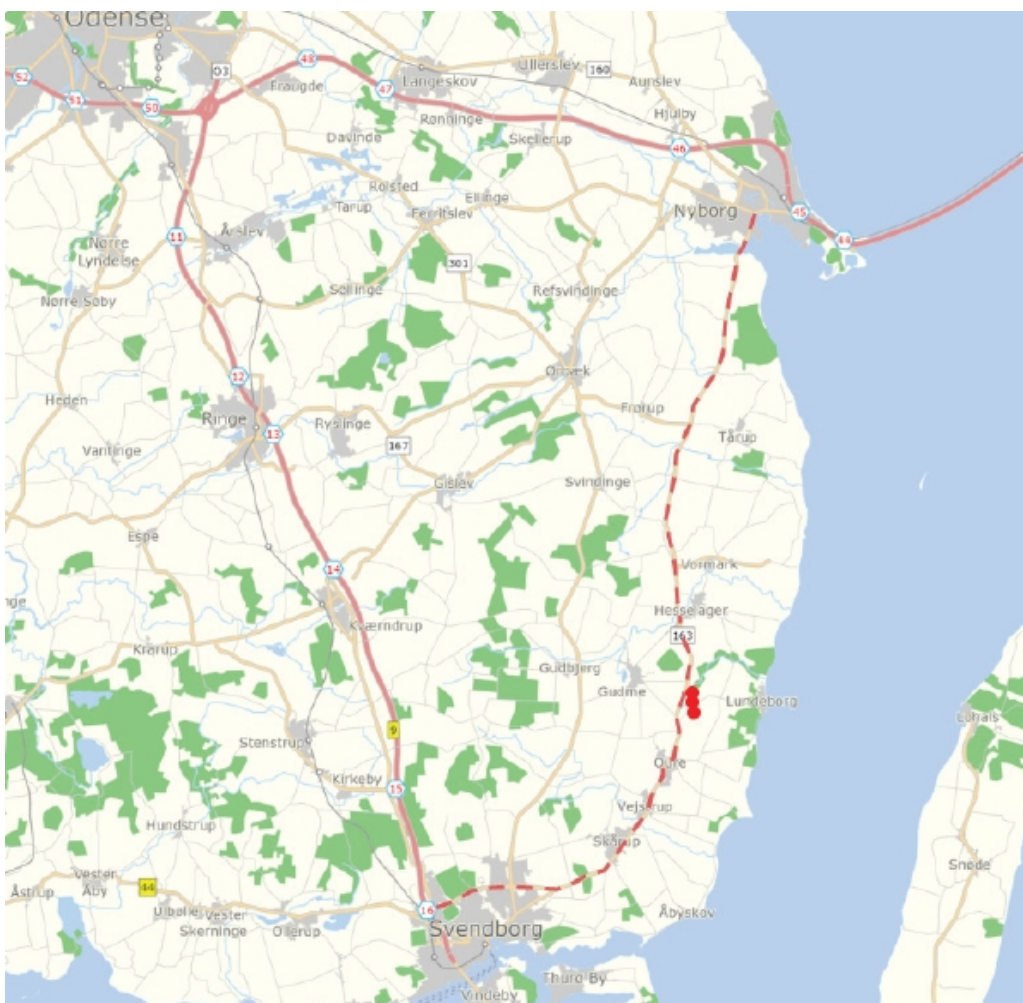 Odense
48
Ullerslev
160
52
03
Fraugde
47
Langeskov
Aunslev
51
50
Rønninge
Hjulby
Davinde
Skellerup
46
Rolsted
Ellinge
Tarup
Nyborg
45
Ferritslev
11
Årslev
44
Nørre
Lyndelse
301
Søllinge
Refsvindinge
Nørre Søby
12
Ørbæk
Heden
Ringe
Ryslinge
Frørup
13
167
Tårup
Vantinge
Gislev
Svindinge
Espe
14
Vormark
nge
Hesselager
Kværndrup
163
Krarup
Gudbjerg
Gudme
Lundeborg
Lohals
9
Stenstrup
Kirkeby
15
Oure
Vejstrup
Hundstrup
Skårup
Snøde
Vester
Åby
44
Åstrup
16
Ulbølle
Vester
Skerninge
Ollerup
Svendborg
Åbyskov
Thurø By
Vindeby